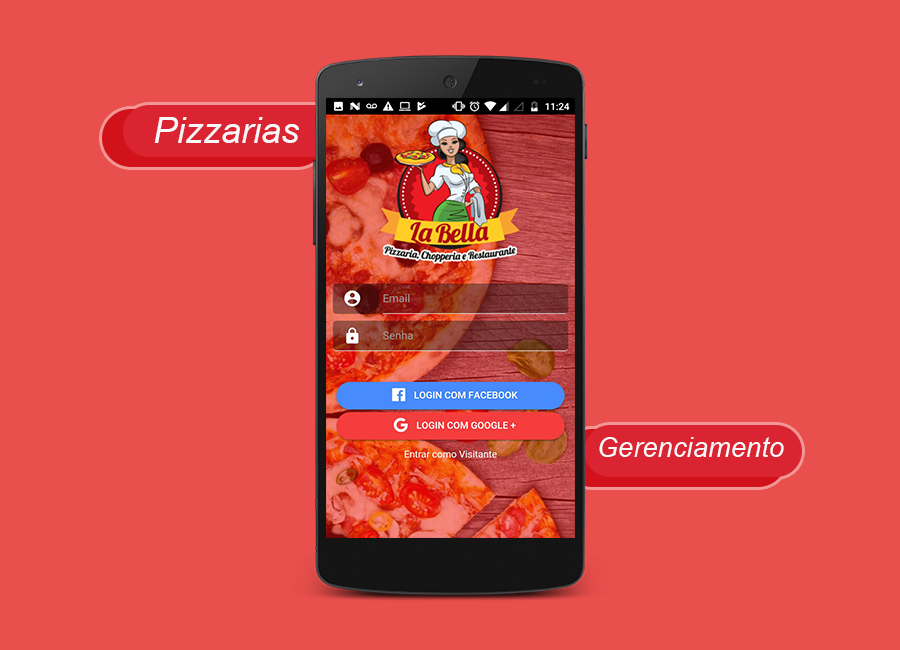 Pizzarias
11:24
La Bella
Pizzaria, Chopperia e Restaurante
Email
Senha
LOGIN COM FACEBOOK
LOGIN COM GOOGLE +
Entrar como Visitante
Gerenciamento